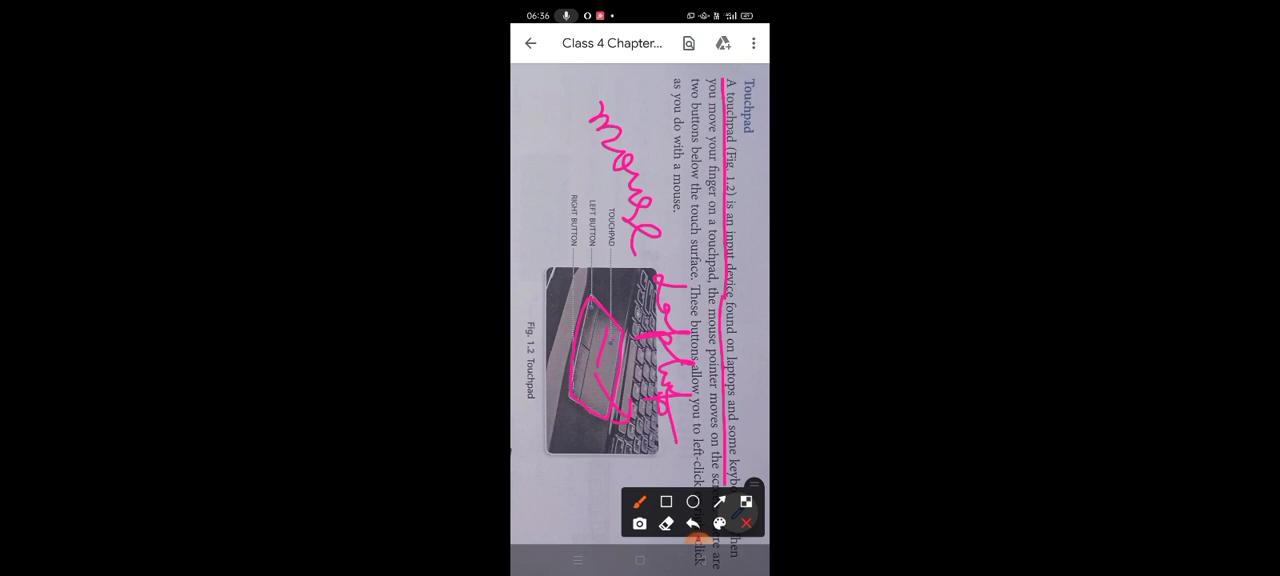 06:36
Class 4 Chapter...
Touchpad
A touchpad (Fig. 1.2) is an input device found on laptops and some
you move your finger on a touchpad, the mouse pointer moves on the
two buttons below the touch surface. These buttons allow you to left-click
as you do with a mouse.
mouse
TOUCHPAD
LEFT BUTTON
RIGHT BUTTON
Fig. 1.2 Touchpad